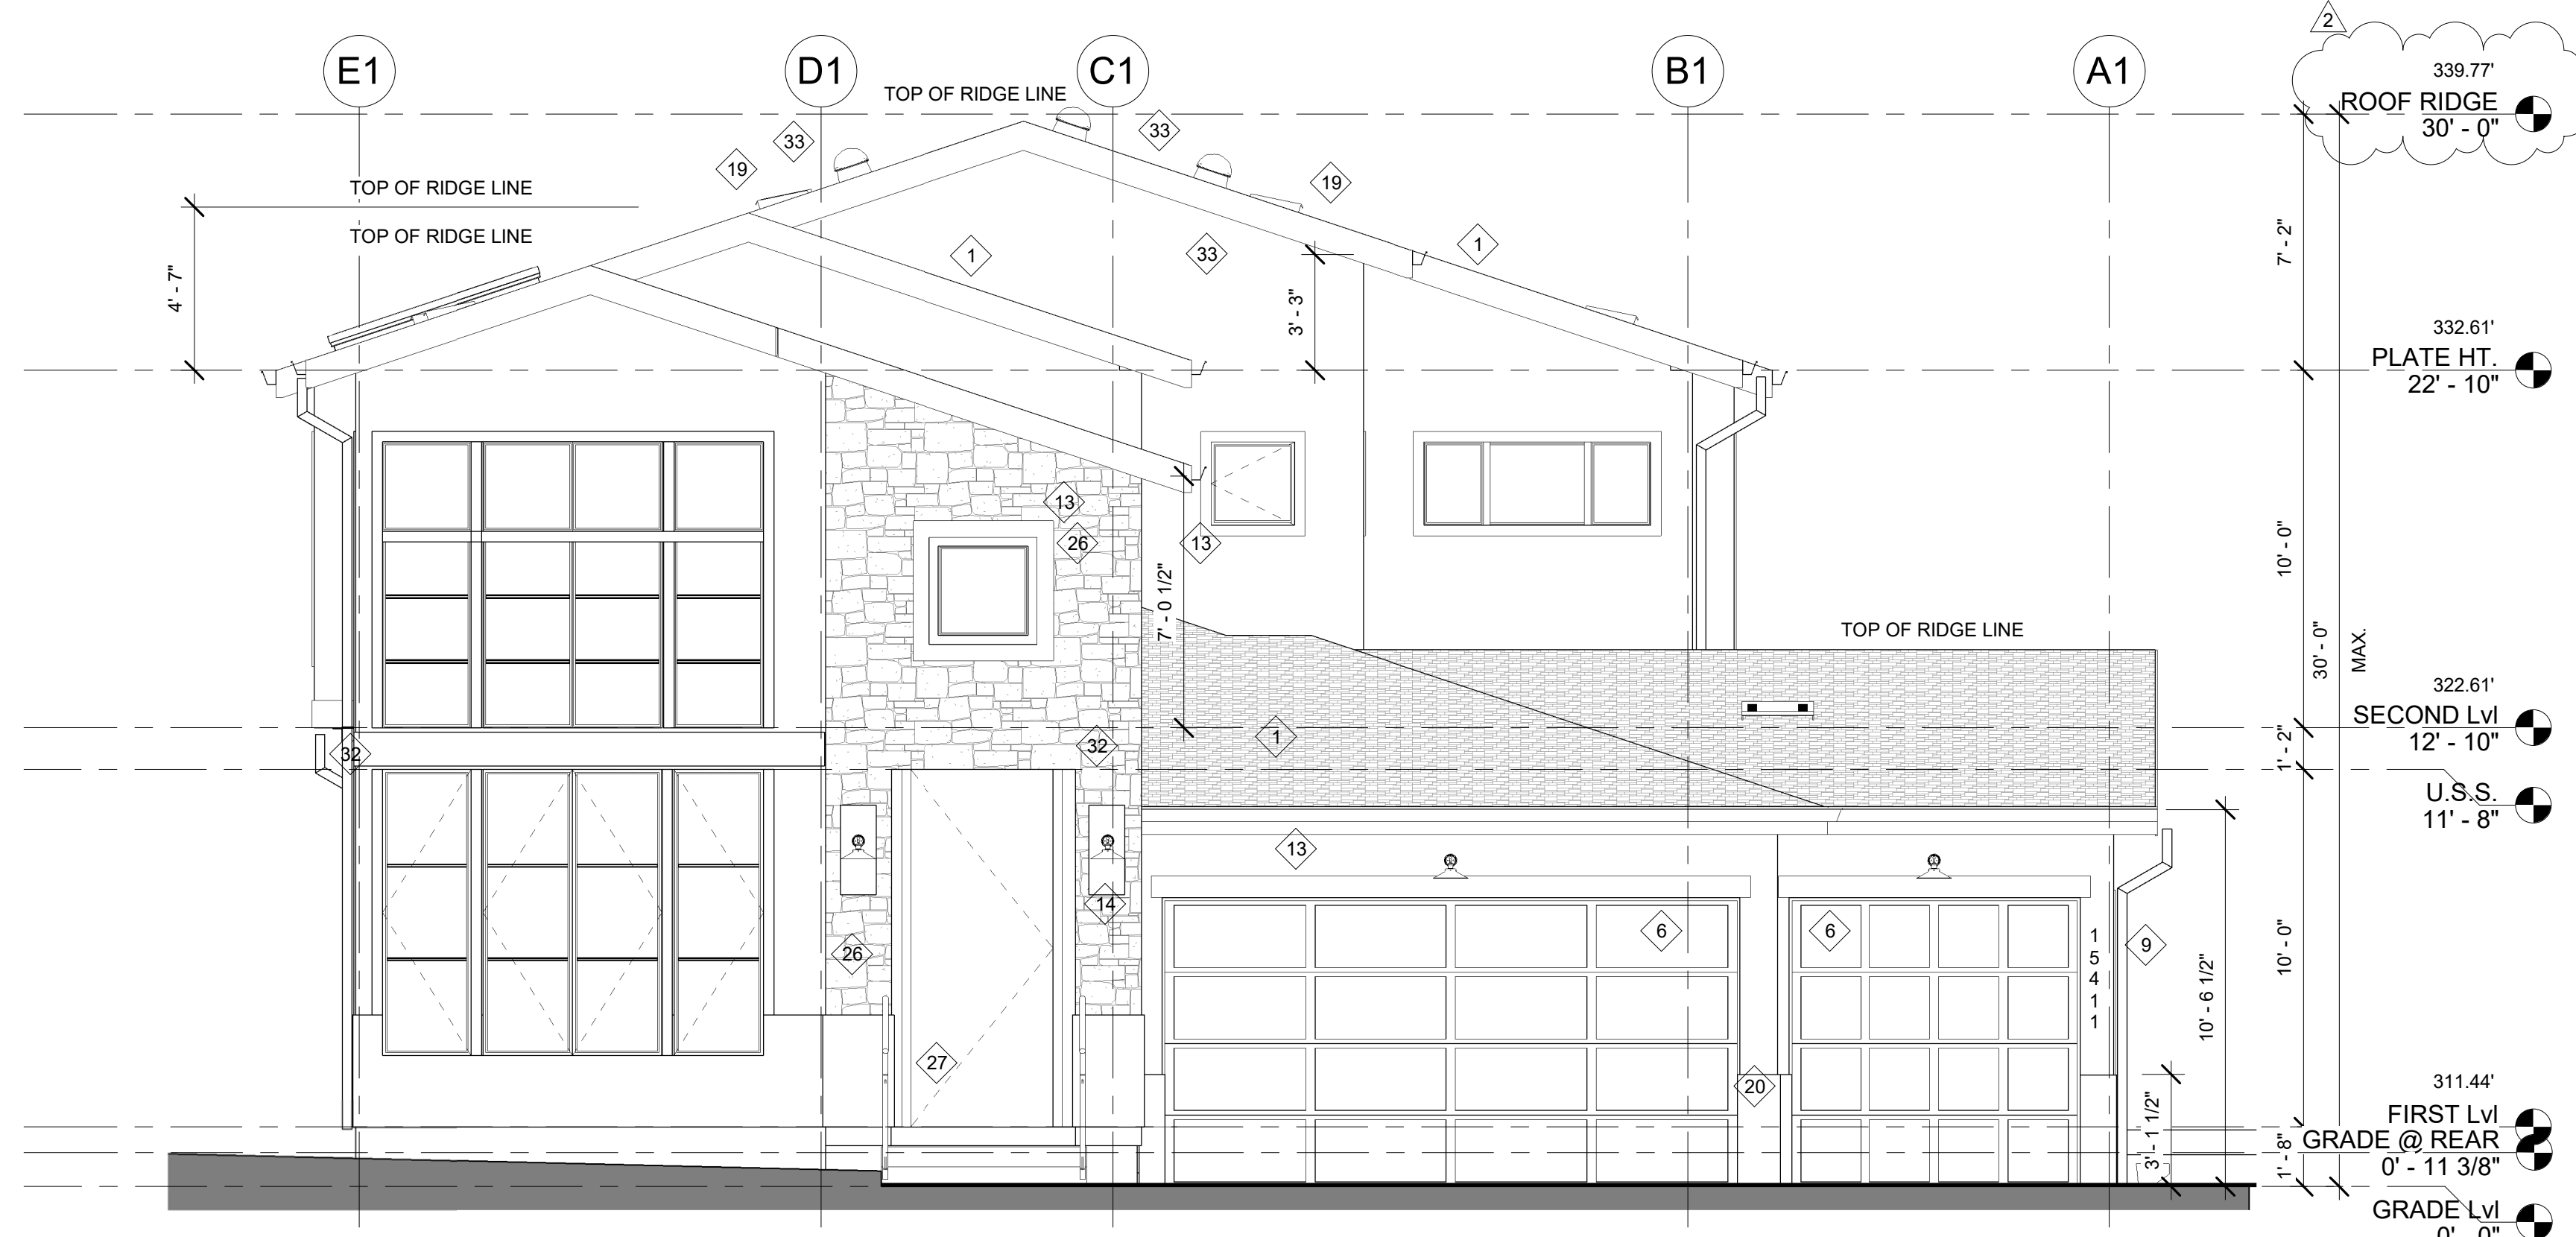 2
E1
D1
C1
B1
A1
339.77'
ROOF RIDGE
30' - 0"
TOP OF RIDGE LINE
33
33
19
19
TOP OF RIDGE LINE
TOP OF RIDGE LINE
1
33
1
4' - 7"
3' - 3"
7' - 2"
332.61'
PLATE HT.
22' - 10"
13
26
13
7' - 0 1/2"
10' - 0"
TOP OF RIDGE LINE
30' - 0"
MAX.
322.61'
SECOND Lvl
12' - 10"
32
32
1
1' - 2"
U.S.S.
11' - 8"
13
14
26
6
6
15411
9
10' - 6 1/2"
10' - 0"
27
20
3' - 1 1/2"
311.44'
FIRST Lvl
GRADE @ REAR
0' - 11 3/8"
1' - 8"
GRADE Lvl
0' - 0"